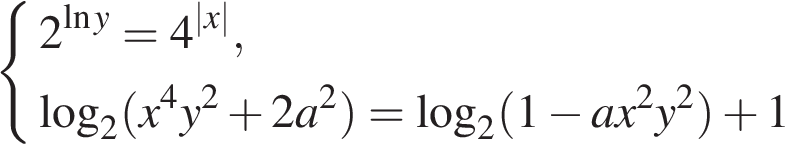 2^{\ln y} = 4^{|x|},
\log_2(x^4y^2 + 2a^2) = \log_2(1 - ax^2y^2) + 1